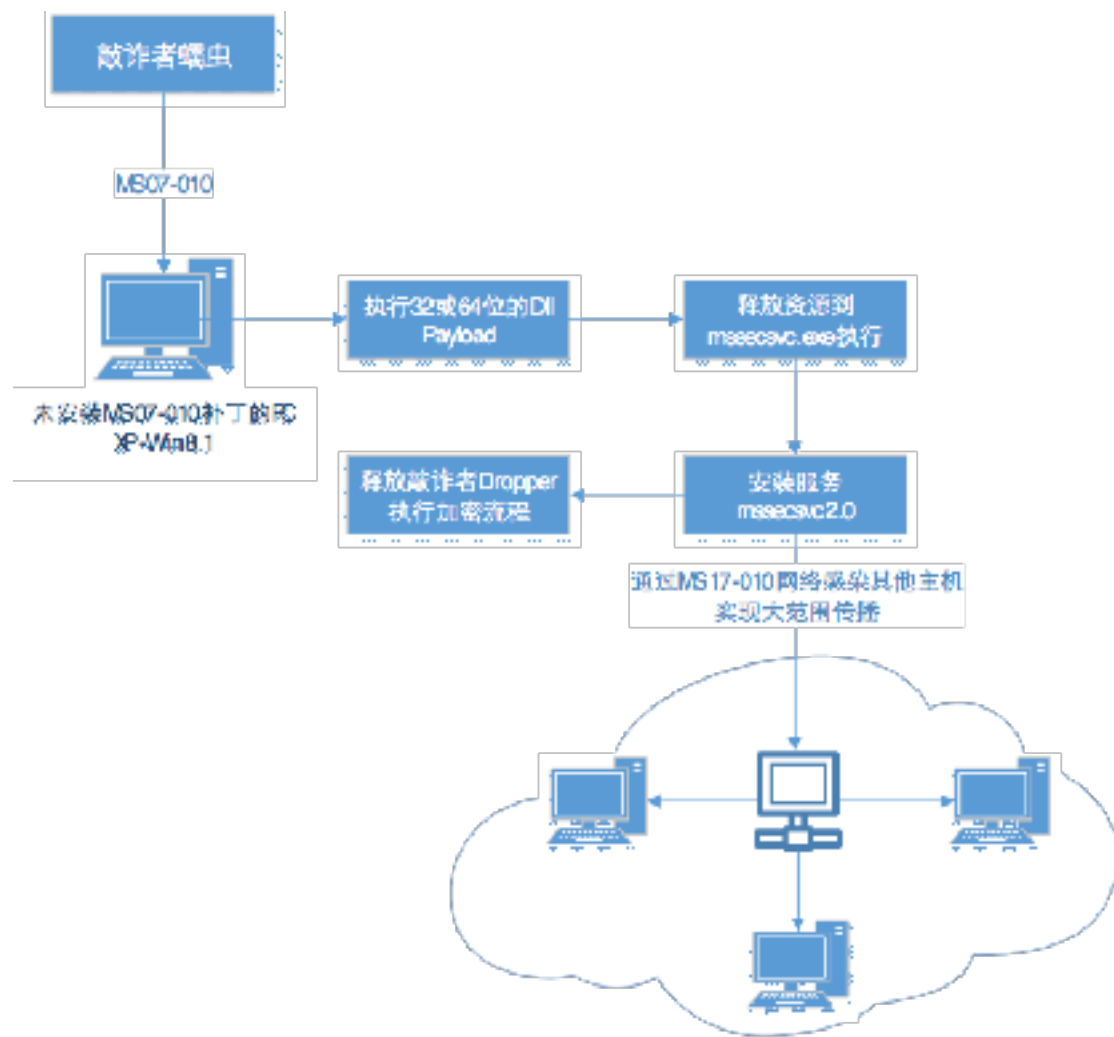 敲诈者蠕虫
MS07-010
执行32或64位的Dll
Payload
释放资源到
mssecsvc.exe执行
未安装MS07-010补丁的PC
XP-Win8.1
释放敲诈者Dropper
执行加密流程
安装服务
mssecsvc2.0
通过MS17-010网络感染其他主机
实现大范围传播